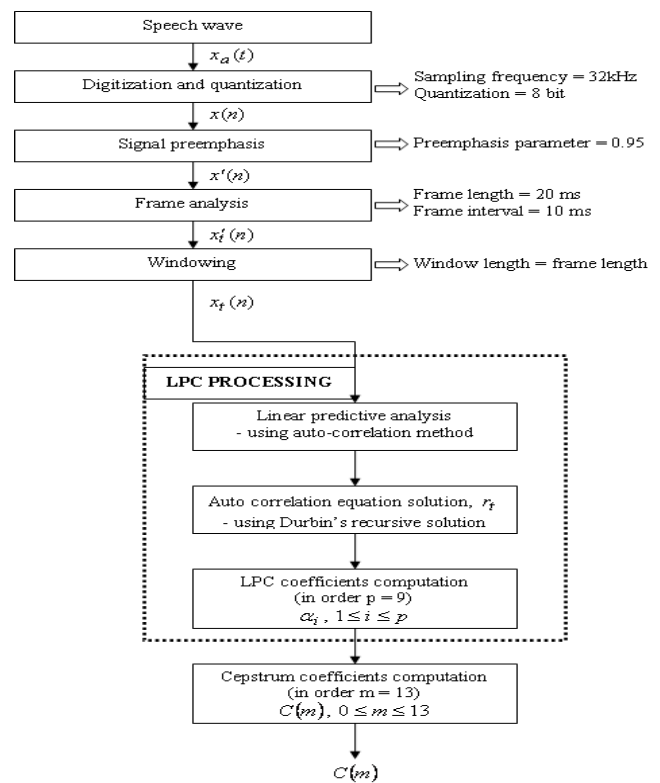 Speech wave
xₐ(t)
Digitization and quantization
Sampling frequency = 32kHz
Quantization = 8 bit
x(n)
Signal preemphasis
Preemphasis parameter = 0.95
x'(n)
Frame analysis
Frame length = 20 ms
Frame interval = 10 ms
x'ₜ(n)
Windowing
Window length = frame length
xₜ(n)
LPC PROCESSING
Linear predictive analysis
- using auto-correlation method
Auto correlation equation solution, rₜ
- using Durbin's recursive solution
LPC coefficients computation
(in order p = 9)
αᵢ, 1 ≤ i ≤ p
Cepstrum coefficients computation
(in order m = 13)
C(m), 0 ≤ m ≤ 13
C(m)